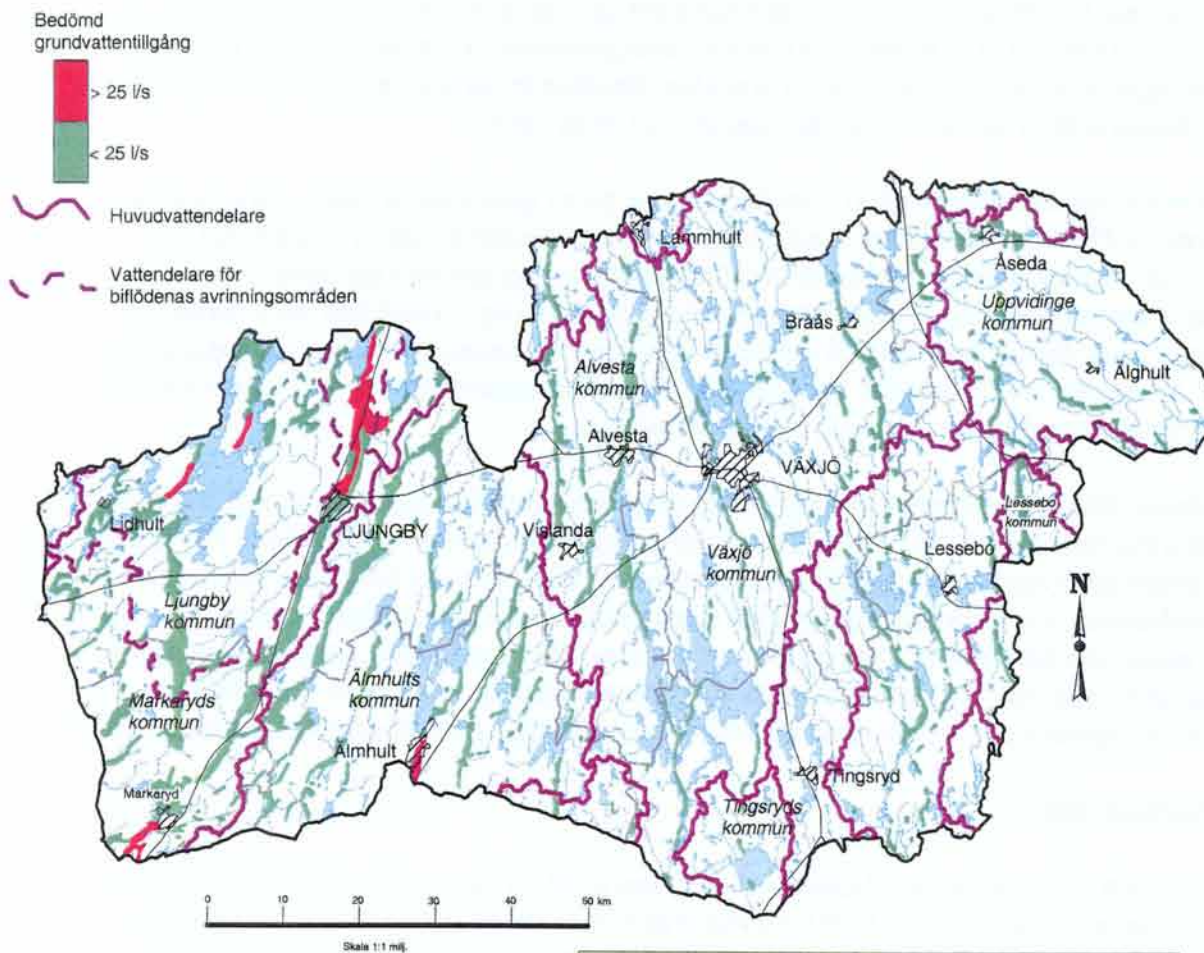 Bedömd
grundvattentillgång
> 25 l/s
< 25 l/s
Huvudvattendelare
Vattendelare för
biflödenas avrinningsområden
Lammhult
Åseda
Uppvidinge
kommun
Braås
Älghult
Alvesta
kommun
Alvesta
VÄXJÖ
Lidhult
LJUNGBY
Vislanda
Växjö
kommun
Lessebo
kommun
Lessebo
N
Ljungby
kommun
Älmhults
kommun
Markaryds
kommun
Älmhult
Tingsryd
Markaryd
Tingsryds
kommun
0 10 20 30 40 50 km
Skala 1:1 milj.